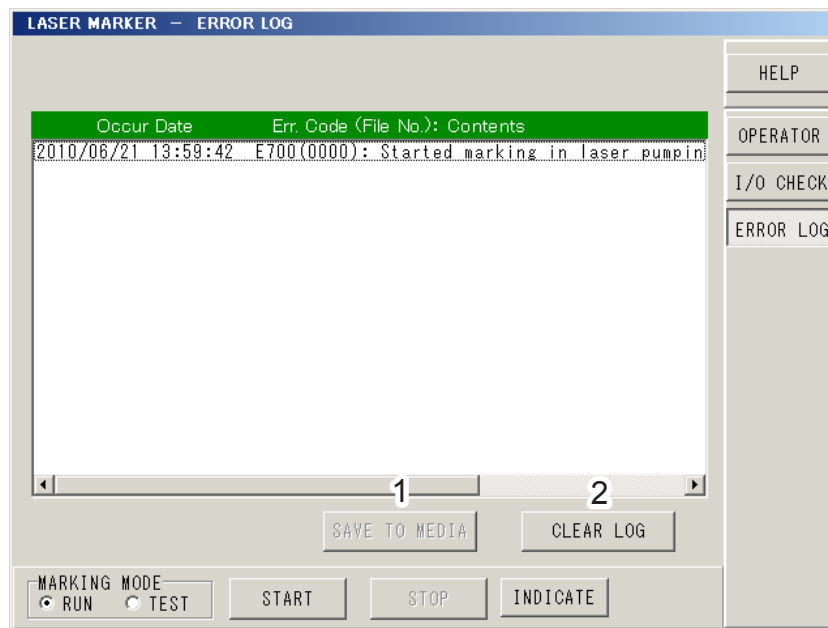 LASER MARKER － ERROR LOG
HELP
Occur Date Err. Code (File No.): Contents
OPERATOR
2010/06/21 13:59:42 E700(0000): Started marking in laser pumpin
I/O CHECK
ERROR LOG
1
2
SAVE TO MEDIA
CLEAR LOG
MARKING MODE
RUN TEST
START
STOP
INDICATE